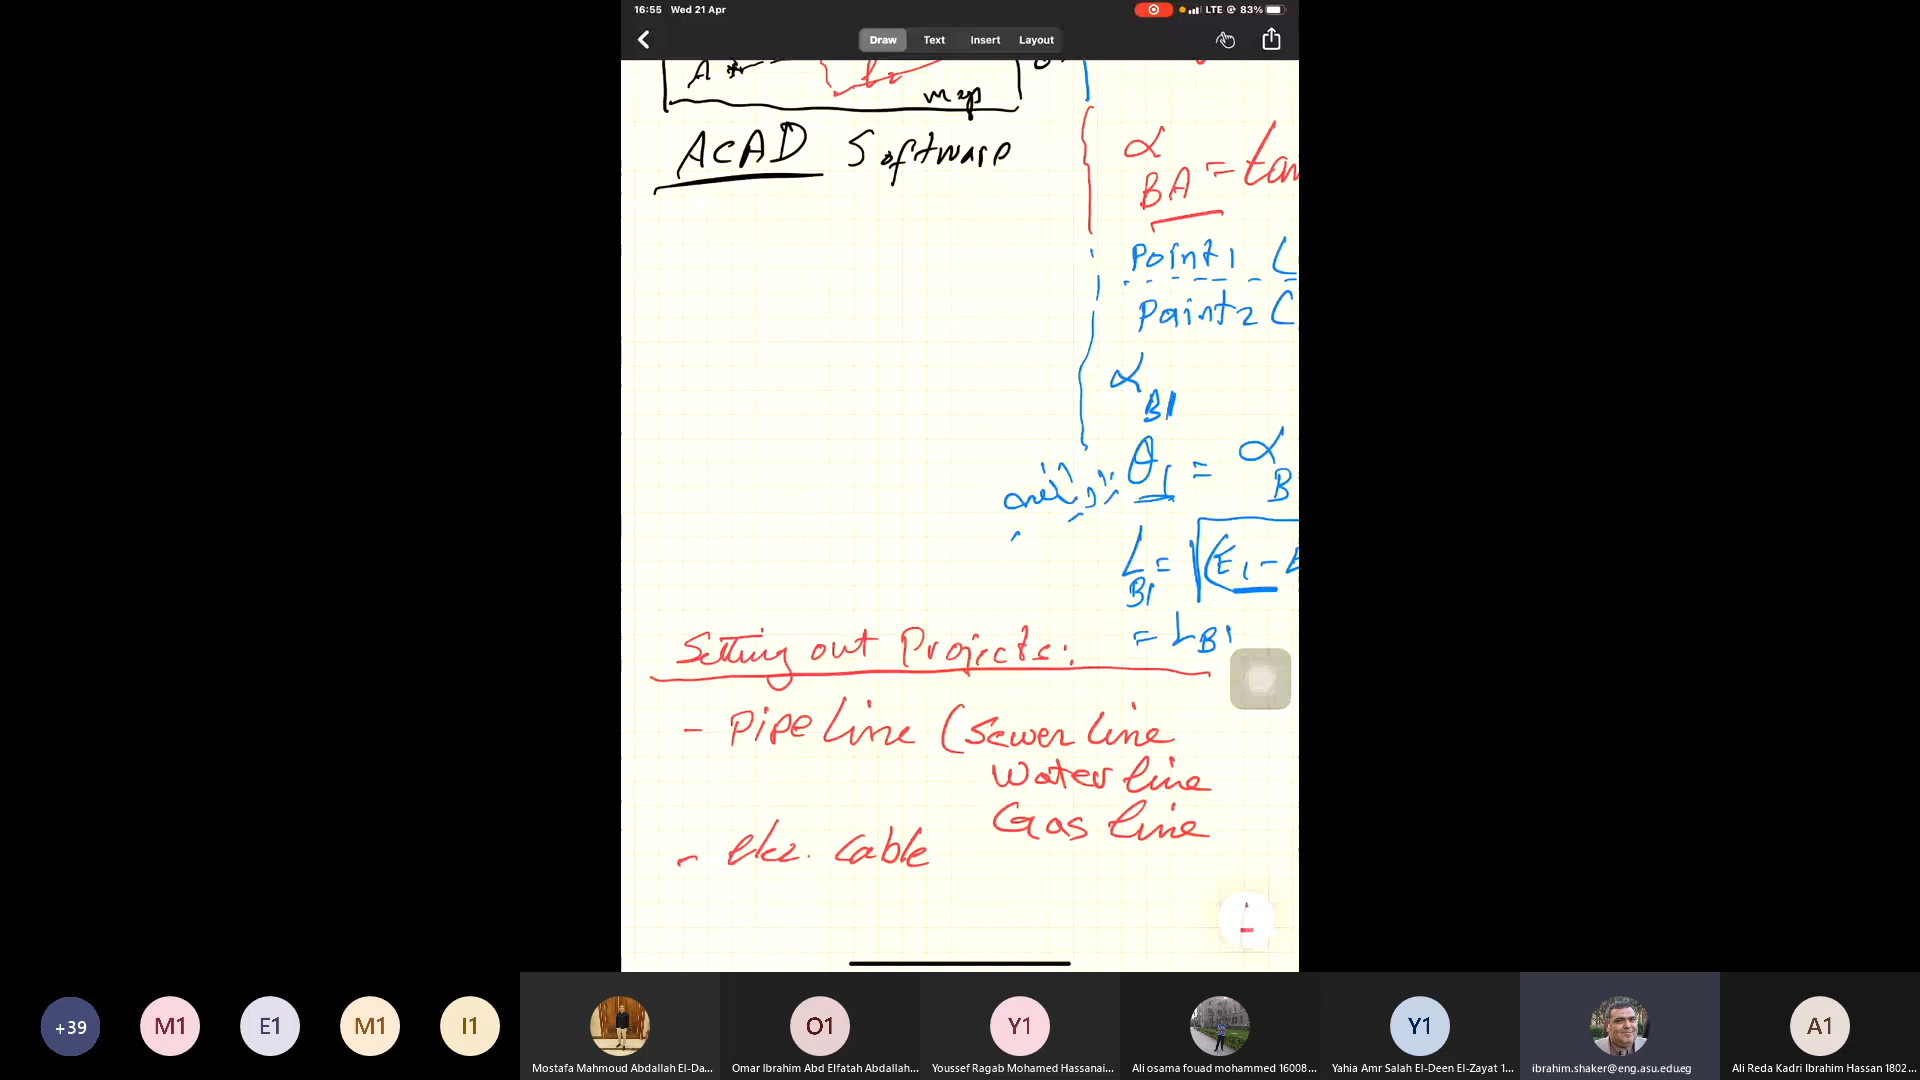 16:55 Wed 21 Apr
LTE 83%
Draw Text Insert Layout
A
map
ACAD Software
α BA = tan
Point 1
Point 2
α B1
θ1 = α B
L B1 = √(E1 -
= L B1
Setting out Projects:
- Pipe Line (Sewer line
Water line
Gas line
- elec. cable
+39
M1
E1
M1
I1
Mostafa Mahmoud Abdallah El-Da...
O1
Omar Ibrahim Abd Elfatah Abdallah...
Y1
Youssef Ragab Mohamed Hassanai...
Ali osama fouad mohammed 16008...
Y1
Yahia Amr Salah El-Deen El-Zayat 1...
ibrahim.shaker@eng.asu.edu.eg
A1
Ali Reda Kadri Ibrahim Hassan 1802...